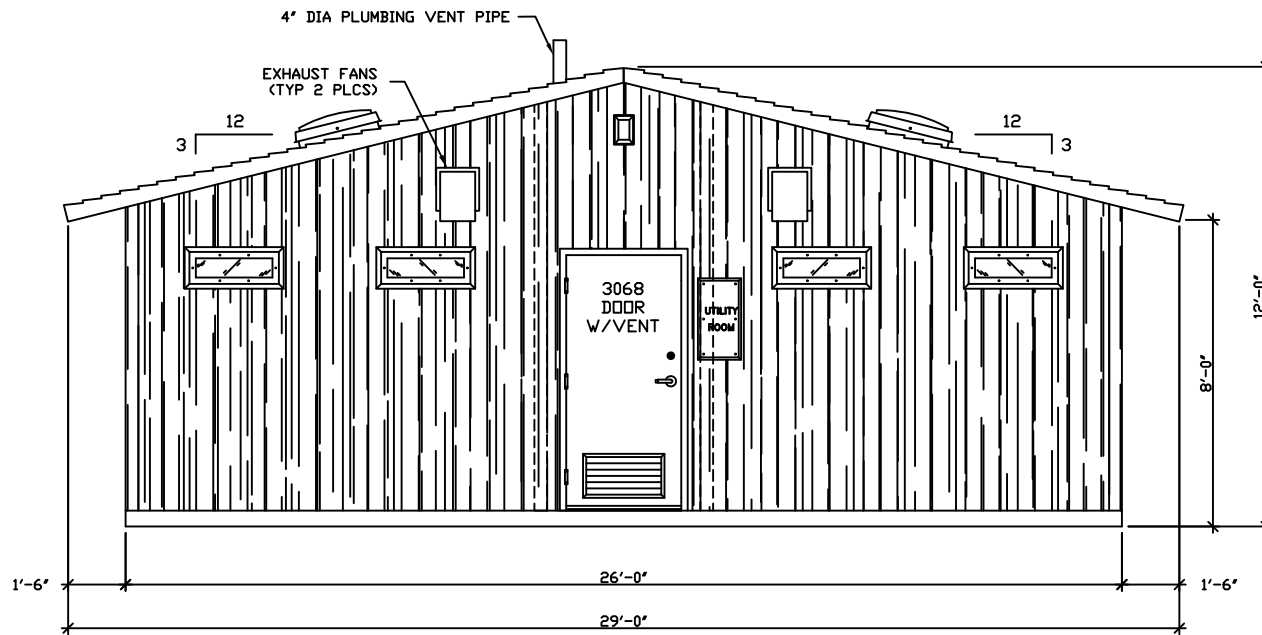 4" DIA PLUMBING VENT PIPE
EXHAUST FANS
(TYP 2 PLCS)
12
3
12
3
3068
DOOR
W/VENT
UTILITY
ROOM
12'-0"
8'-0"
1'-6"
26'-0"
1'-6"
29'-0"